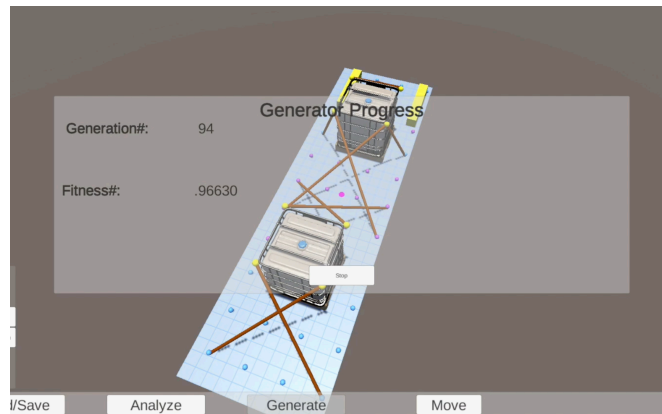 Generator Progress
Generation#: 94
Fitness#: .96630
Stop
d/Save Analyze Generate Move